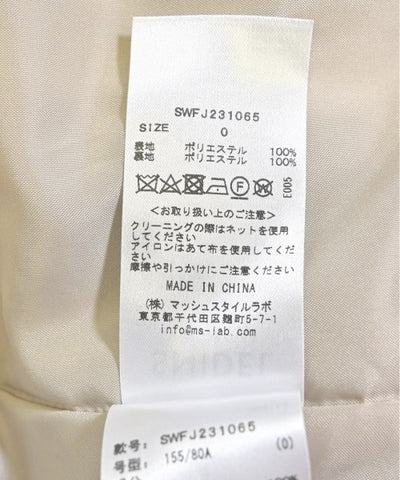 SWFJ231065
SIZE 0
表地 ポリエステル 100%
裏地 ポリエステル 100%
E005
<お取り扱い上のご注意>
クリーニングの際はネットを使用
してください
アイロンはあて布を使用してくだ
さい
摩擦や引っかけにご注意ください
MADE IN CHINA
(株) マッシュスタイルラボ
東京都千代田区麹町5-7-1
info@ms-lab.com
款号: SWFJ231065
号型: 155/80A (0)